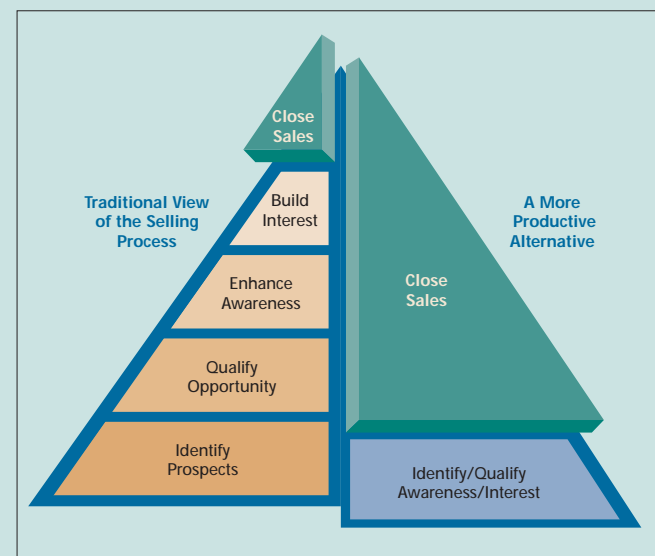 Close
Sales
Traditional View
of the Selling
Process
Build
Interest
Enhance
Awareness
Qualify
Opportunity
Identify
Prospects
A More
Productive
Alternative
Close
Sales
Identify/Qualify
Awareness/Interest